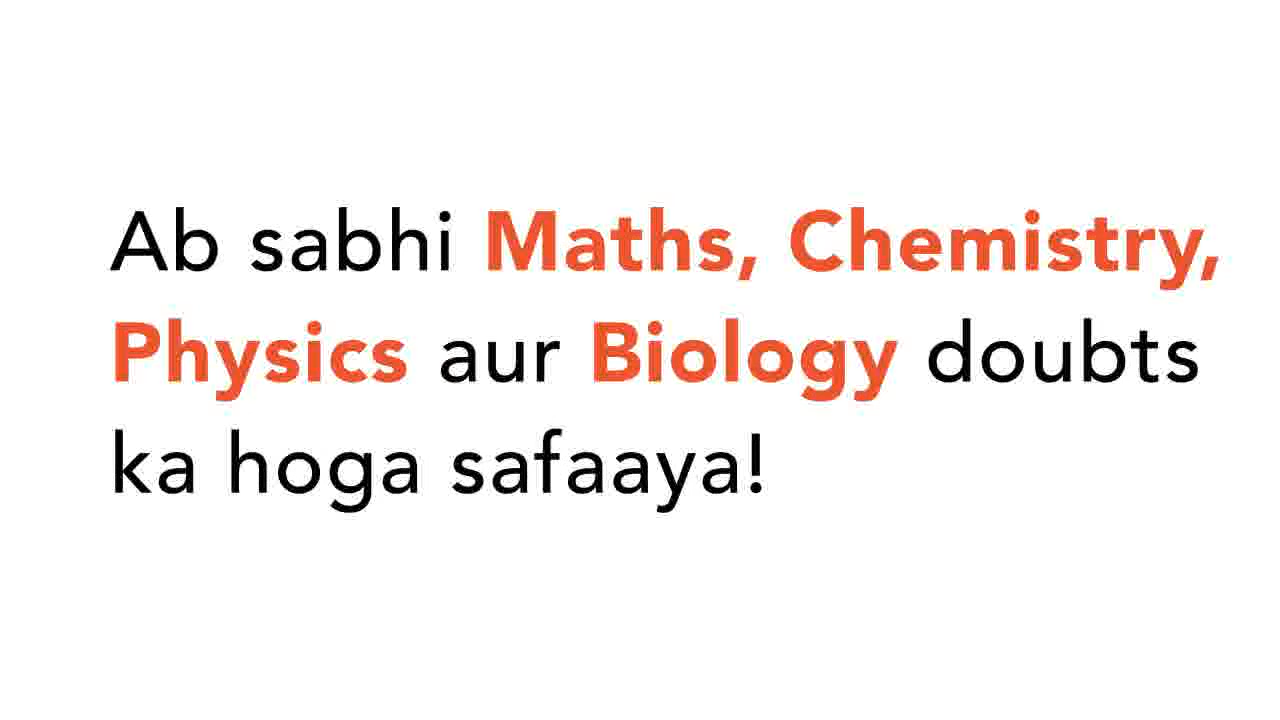 Ab sabhi Maths, Chemistry,
Physics aur Biology doubts
ka hoga safaaya!